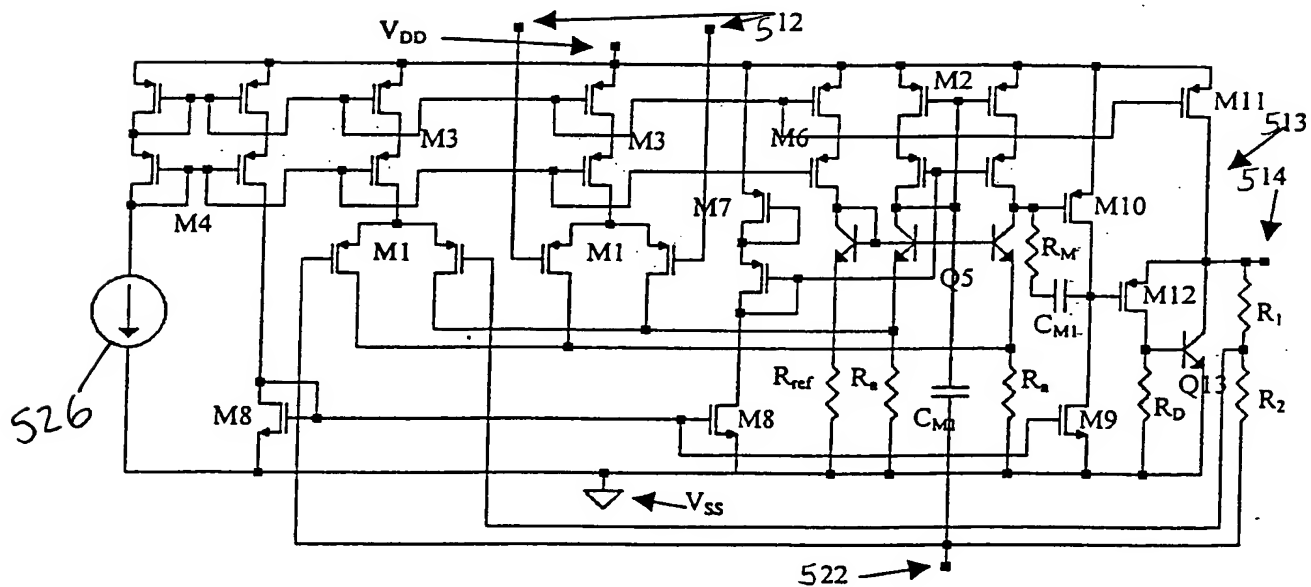 512
V_DD
M2
M11
M3
M3
M6
513
514
M4
M7
M10
M1
M1
R_M
Q5
M12
C_M1
R_1
R_ref
R_a
R_a
Q13
526
M8
M8
C_M1
M9
R_D
R_2
V_SS
522